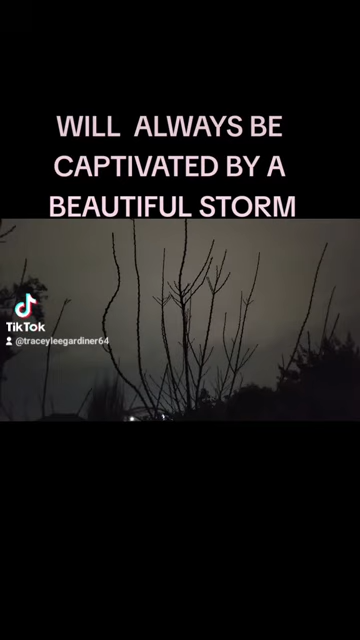 WILL ALWAYS BE
CAPTIVATED BY A
BEAUTIFUL STORM
TikTok
@traceyleegardiner64